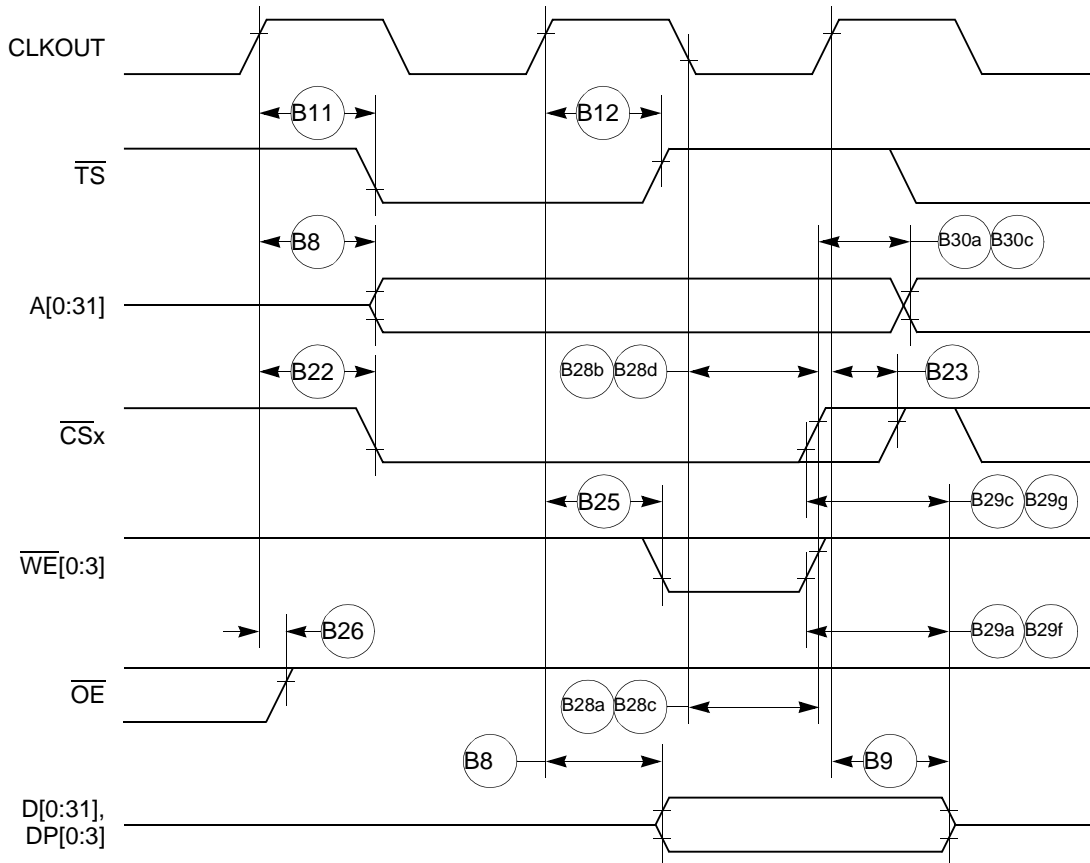 CLKOUT
B11
B12
TS
B8
B30a B30c
A[0:31]
B22
B28b B28d
B23
CSx
B25
B29c B29g
WE[0:3]
B26
B29a B29f
OE
B28a B28c
B8
B9
D[0:31],
DP[0:3]